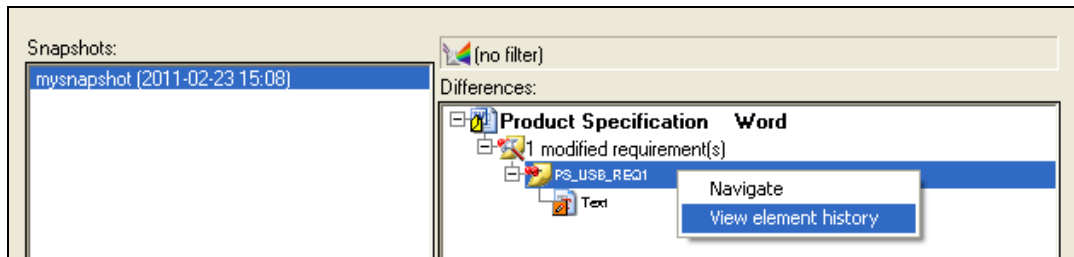 Snapshots:
mysnapshot (2011-02-23 15:08)
(no filter)
Differences:
Product Specification Word
1 modified requirement(s)
PS_USB_REQ1
Text
Navigate
View element history